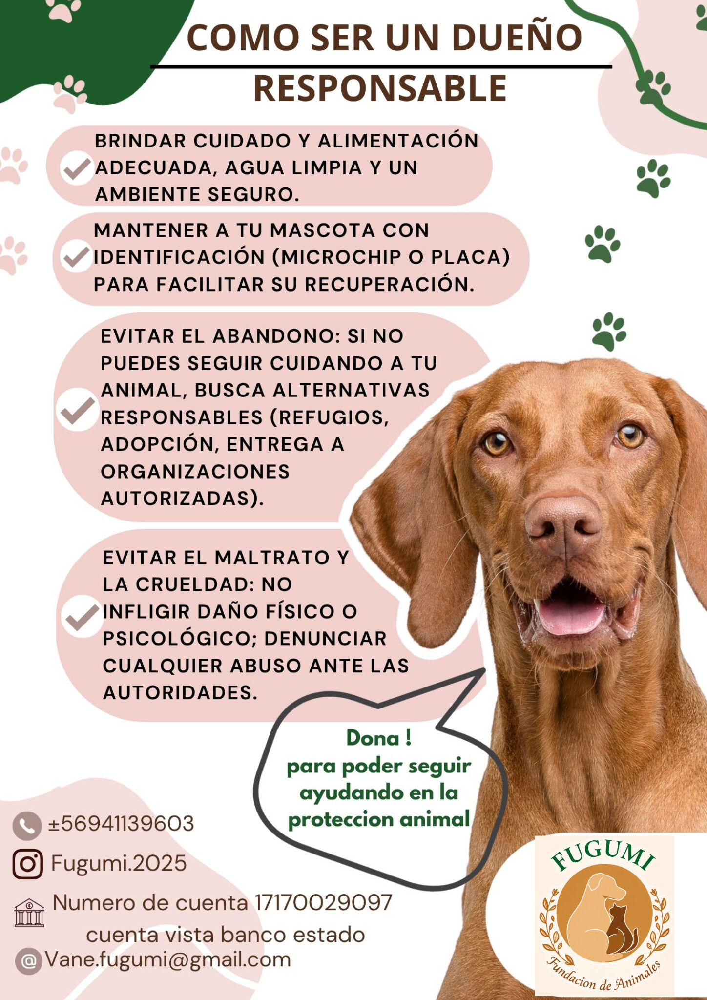 COMO SER UN DUEÑO
RESPONSABLE
BRINDAR CUIDADO Y ALIMENTACIÓN
ADECUADA, AGUA LIMPIA Y UN
AMBIENTE SEGURO.
MANTENER A TU MASCOTA CON
IDENTIFICACIÓN (MICROCHIP O PLACA)
PARA FACILITAR SU RECUPERACIÓN.
EVITAR EL ABANDONO: SI NO
PUEDES SEGUIR CUIDANDO A TU
ANIMAL, BUSCA ALTERNATIVAS
RESPONSABLES (REFUGIOS,
ADOPCIÓN, ENTREGA A
ORGANIZACIONES
AUTORIZADAS).
EVITAR EL MALTRATO Y
LA CRUELDAD: NO
INFLIGIR DAÑO FÍSICO O
PSICOLÓGICO; DENUNCIAR
CUALQUIER ABUSO ANTE LAS
AUTORIDADES.
Dona !
para poder seguir
ayudando en la
proteccion animal
±56941139603
Fugumi.2025
Numero de cuenta 17170029097
cuenta vista banco estado
Vane.fugumi@gmail.com
FUGUMI
Fundacion de Animales